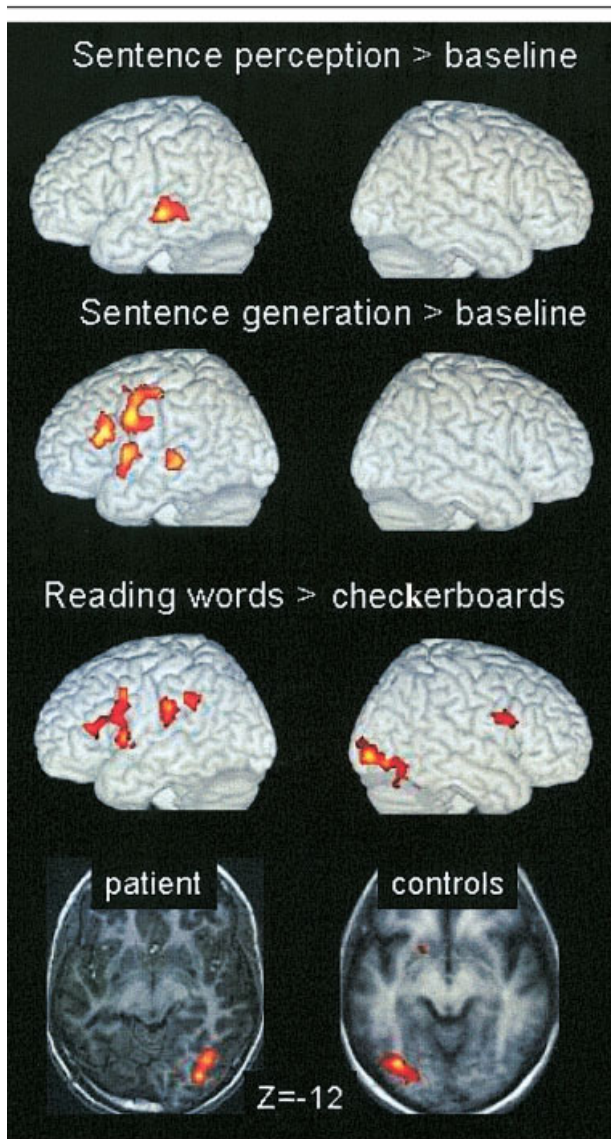 Sentence perception > baseline
Sentence generation > baseline
Reading words > checkerboards
patient
controls
Z=-12